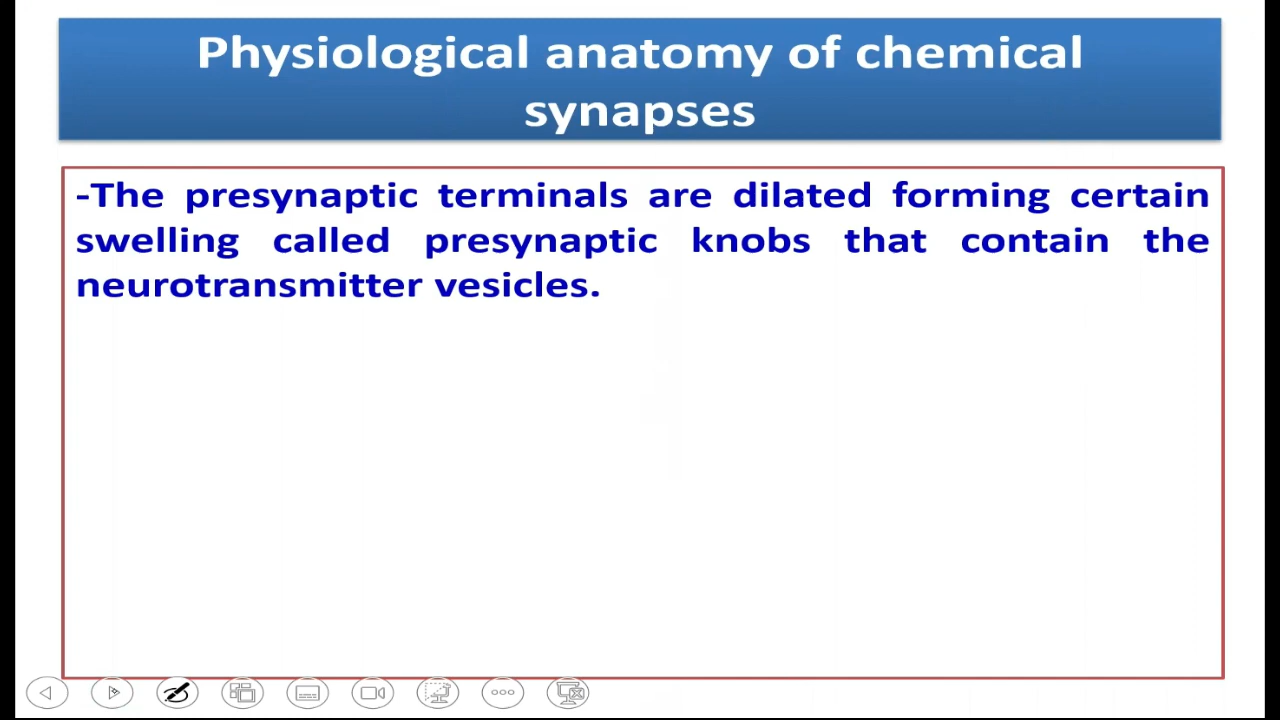 Physiological anatomy of chemical
synapses
-The presynaptic terminals are dilated forming certain
swelling called presynaptic knobs that contain the
neurotransmitter vesicles.